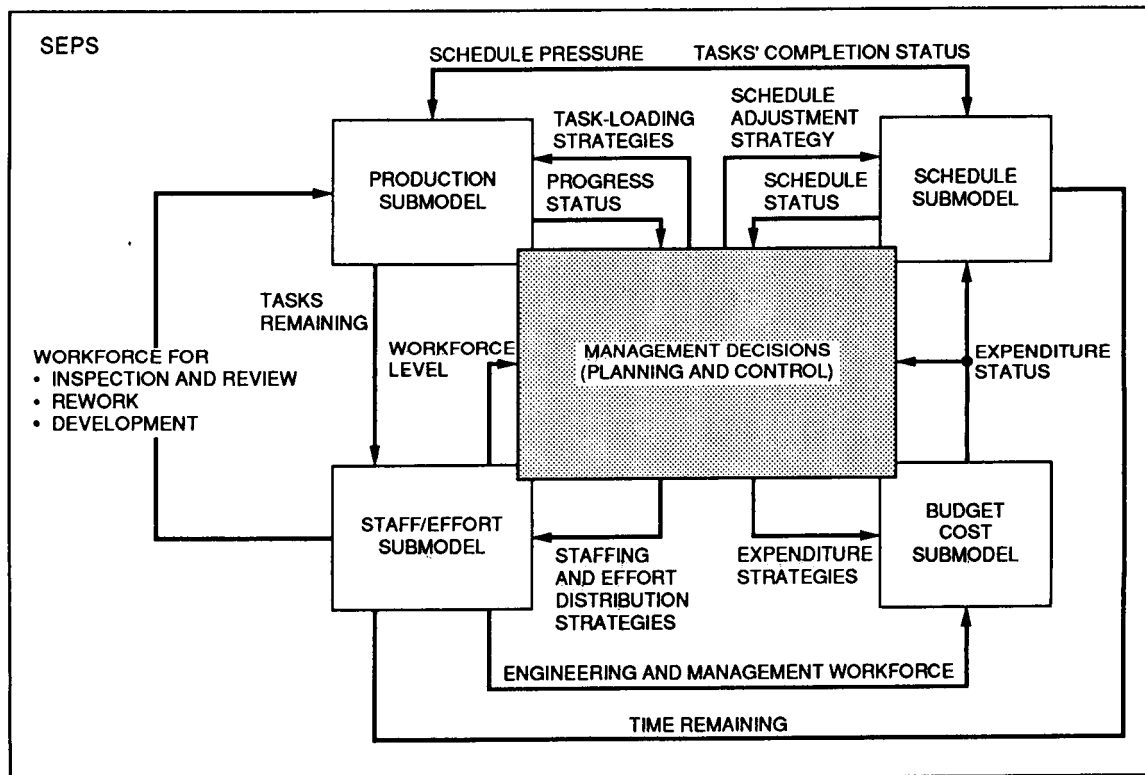 SEPS
SCHEDULE PRESSURE
TASKS' COMPLETION STATUS
TASK-LOADING
STRATEGIES
SCHEDULE
ADJUSTMENT
STRATEGY
PRODUCTION
SUBMODEL
PROGRESS
STATUS
SCHEDULE
STATUS
SCHEDULE
SUBMODEL
TASKS
REMAINING
WORKFORCE FOR
• INSPECTION AND REVIEW
• REWORK
• DEVELOPMENT
WORKFORCE
LEVEL
MANAGEMENT DECISIONS
(PLANNING AND CONTROL)
EXPENDITURE
STATUS
STAFF/EFFORT
SUBMODEL
STAFFING
AND EFFORT
DISTRIBUTION
STRATEGIES
EXPENDITURE
STRATEGIES
BUDGET
COST
SUBMODEL
ENGINEERING AND MANAGEMENT WORKFORCE
TIME REMAINING